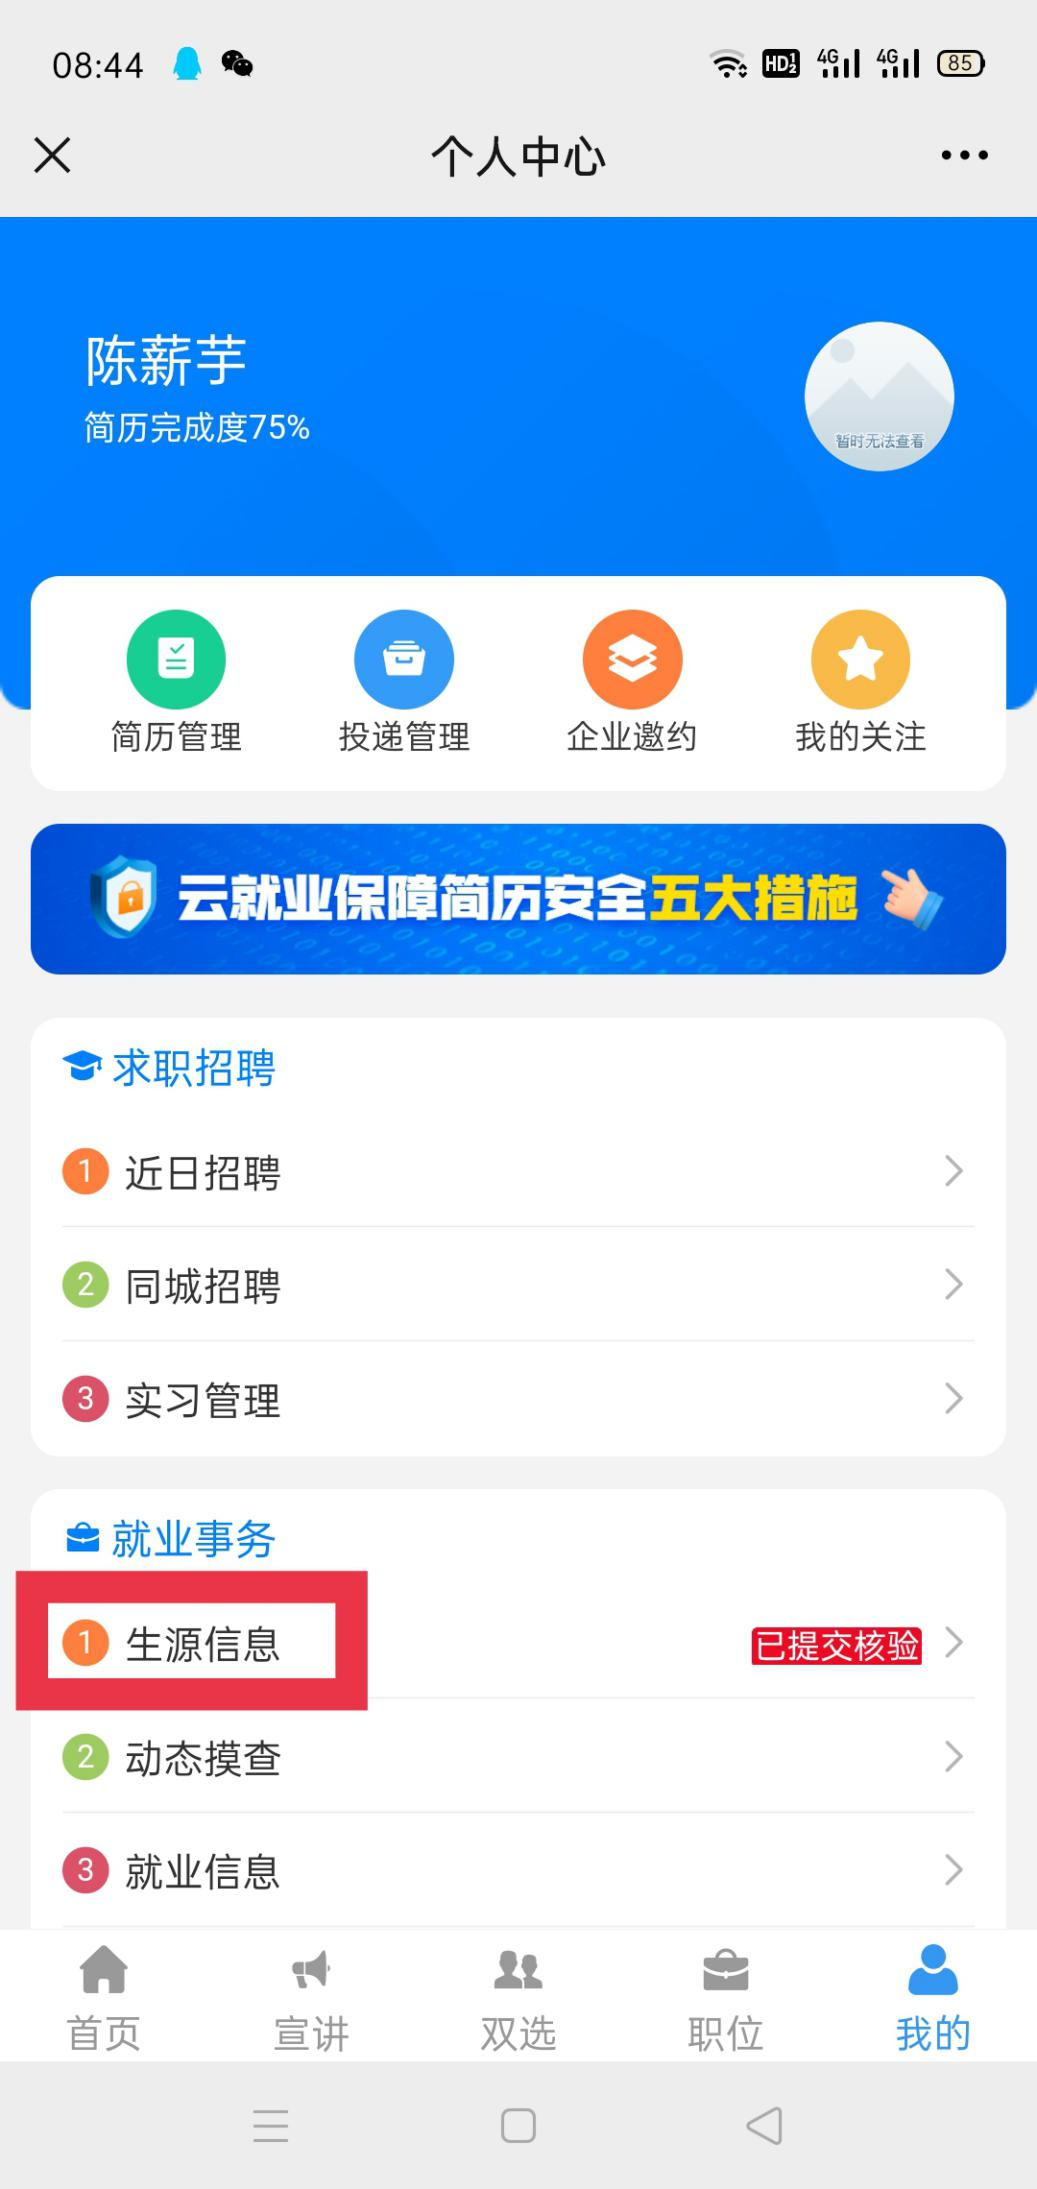 08:44
HD 1 2
4G
4G
85
个人中心
陈薪芋
简历完成度75%
暂时无法查看
简历管理
投递管理
企业邀约
我的关注
云就业保障简历安全五大措施
求职招聘
1 近日招聘
2 同城招聘
3 实习管理
就业事务
1 生源信息
已提交核验
2 动态摸查
3 就业信息
首页
宣讲
双选
职位
我的